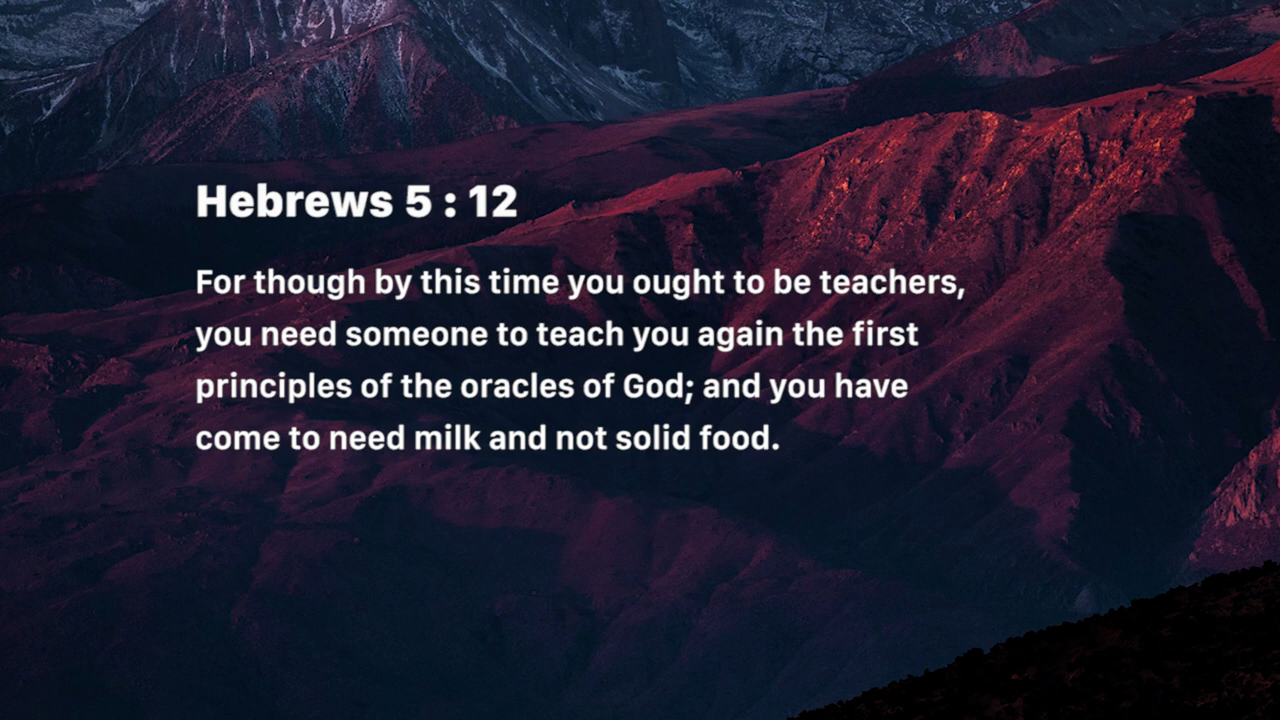 Hebrews 5 : 12
For though by this time you ought to be teachers,
you need someone to teach you again the first
principles of the oracles of God; and you have
come to need milk and not solid food.